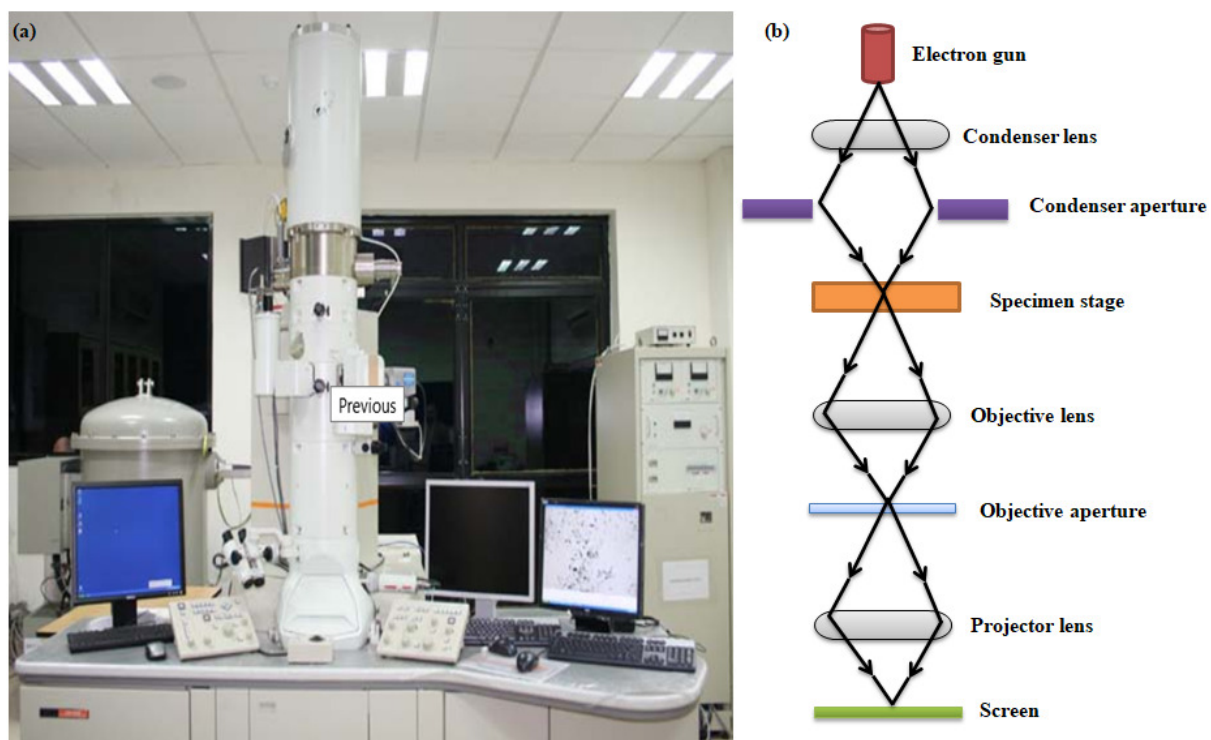 (a)
Previous
(b)
Electron gun
Condenser lens
Condenser aperture
Specimen stage
Objective lens
Objective aperture
Projector lens
Screen